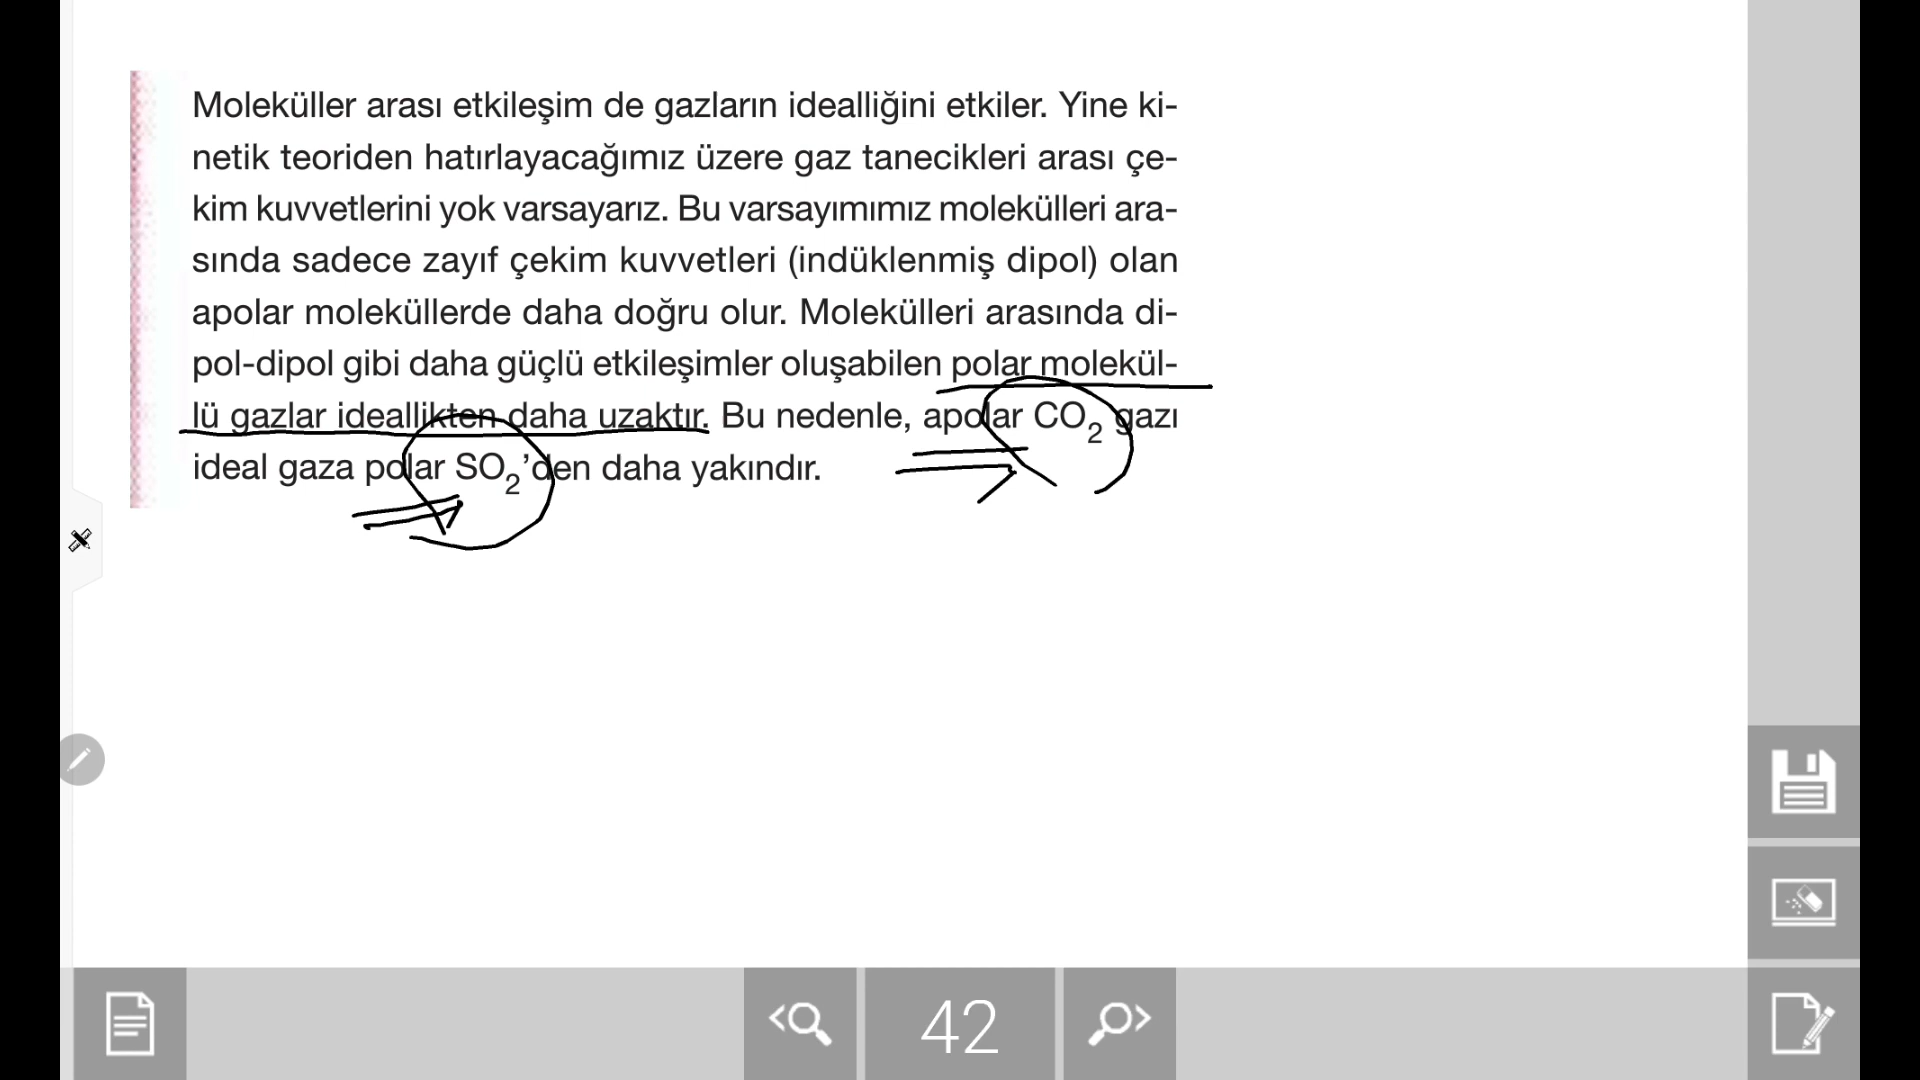 Moleküller arası etkileşim de gazların idealliğini etkiler. Yine ki-
netik teoriden hatırlayacağımız üzere gaz tanecikleri arası çe-
kim kuvvetlerini yok varsayarız. Bu varsayımımız molekülleri ara-
sında sadece zayıf çekim kuvvetleri (indüklenmiş dipol) olan
apolar moleküllerde daha doğru olur. Molekülleri arasında di-
pol-dipol gibi daha güçlü etkileşimler oluşabilen polar molekül-
lü gazlar ideallikten daha uzaktır. Bu nedenle, apolar CO₂ gazı
ideal gaza polar SO₂’den daha yakındır.
42